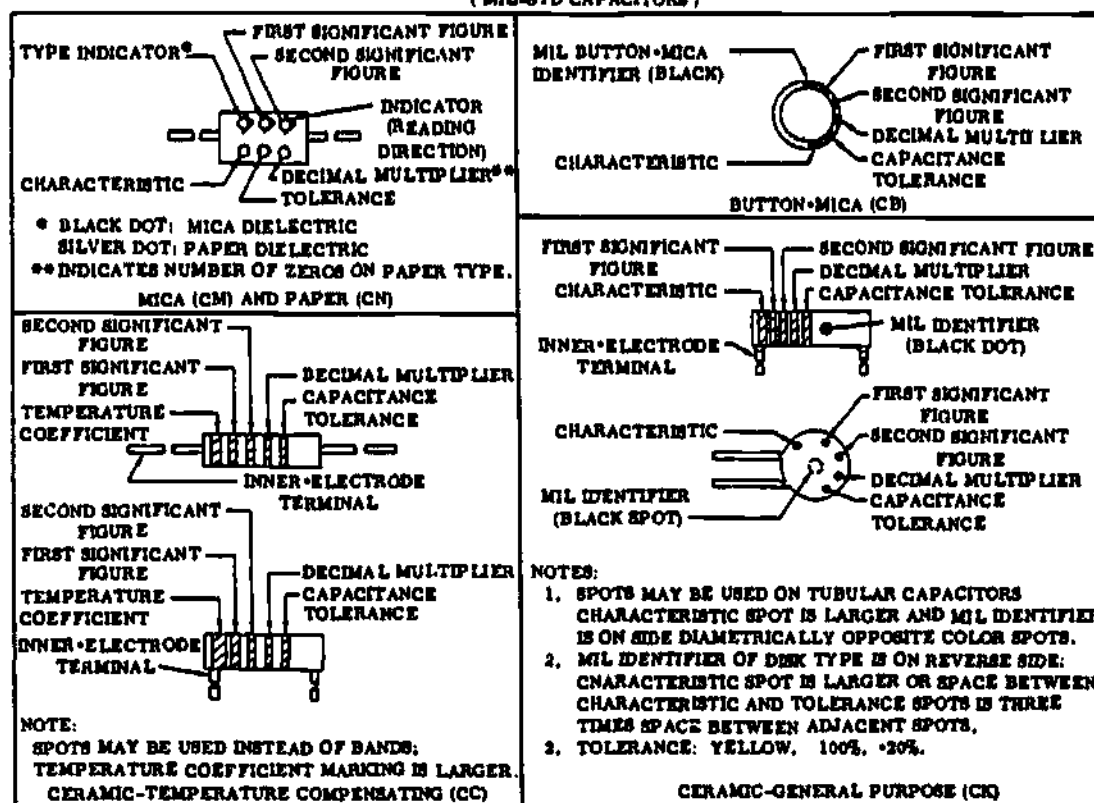 ( MIL-STD CAPACITORS )
TYPE INDICATOR*
FIRST SIGNIFICANT FIGURE
SECOND SIGNIFICANT
FIGURE
INDICATOR
(READING
DIRECTION)
CHARACTERISTIC
DECIMAL MULTIPLIER**
TOLERANCE
* BLACK DOT: MICA DIELECTRIC
SILVER DOT: PAPER DIELECTRIC
** INDICATES NUMBER OF ZEROS ON PAPER TYPE.
MICA (CM) AND PAPER (CN)
SECOND SIGNIFICANT
FIGURE
FIRST SIGNIFICANT
FIGURE
TEMPERATURE
COEFFICIENT
DECIMAL MULTIPLIER
CAPACITANCE
TOLERANCE
INNER-ELECTRODE
TERMINAL
SECOND SIGNIFICANT
FIGURE
FIRST SIGNIFICANT
FIGURE
TEMPERATURE
COEFFICIENT
DECIMAL MULTIPLIER
CAPACITANCE
TOLERANCE
INNER-ELECTRODE
TERMINAL
NOTE:
SPOTS MAY BE USED INSTEAD OF BANDS;
TEMPERATURE COEFFICIENT MARKING IS LARGER.
CERAMIC-TEMPERATURE COMPENSATING (CC)
MIL BUTTON-MICA
IDENTIFIER (BLACK)
FIRST SIGNIFICANT
FIGURE
SECOND SIGNIFICANT
FIGURE
DECIMAL MULTI LIER
CAPACITANCE
TOLERANCE
CHARACTERISTIC
BUTTON-MICA (CB)
FIRST SIGNIFICANT
FIGURE
CHARACTERISTIC
SECOND SIGNIFICANT FIGURE
DECIMAL MULTIPLIER
CAPACITANCE TOLERANCE
INNER-ELECTRODE
TERMINAL
MIL IDENTIFIER
(BLACK DOT)
CHARACTERISTIC
FIRST SIGNIFICANT
FIGURE
SECOND SIGNIFICANT
FIGURE
DECIMAL MULTIPLIER
CAPACITANCE
TOLERANCE
MIL IDENTIFIER
(BLACK SPOT)
NOTES:
1. SPOTS MAY BE USED ON TUBULAR CAPACITORS
CHARACTERISTIC SPOT IS LARGER AND MIL IDENTIFIER
IS ON SIDE DIAMETRICALLY OPPOSITE COLOR SPOTS.
2. MIL IDENTIFIER OF DISK TYPE IS ON REVERSE SIDE:
CNARACTERISTIC SPOT IS LARGER OR SPACE BETWEEN
CHARACTERISTIC AND TOLERANCE SPOTS IS THREE
TIMES SPACE BETWEEN ADJACENT SPOTS.
2. TOLERANCE: YELLOW, 100%, -20%.
CERAMIC-GENERAL PURPOSE (CK)